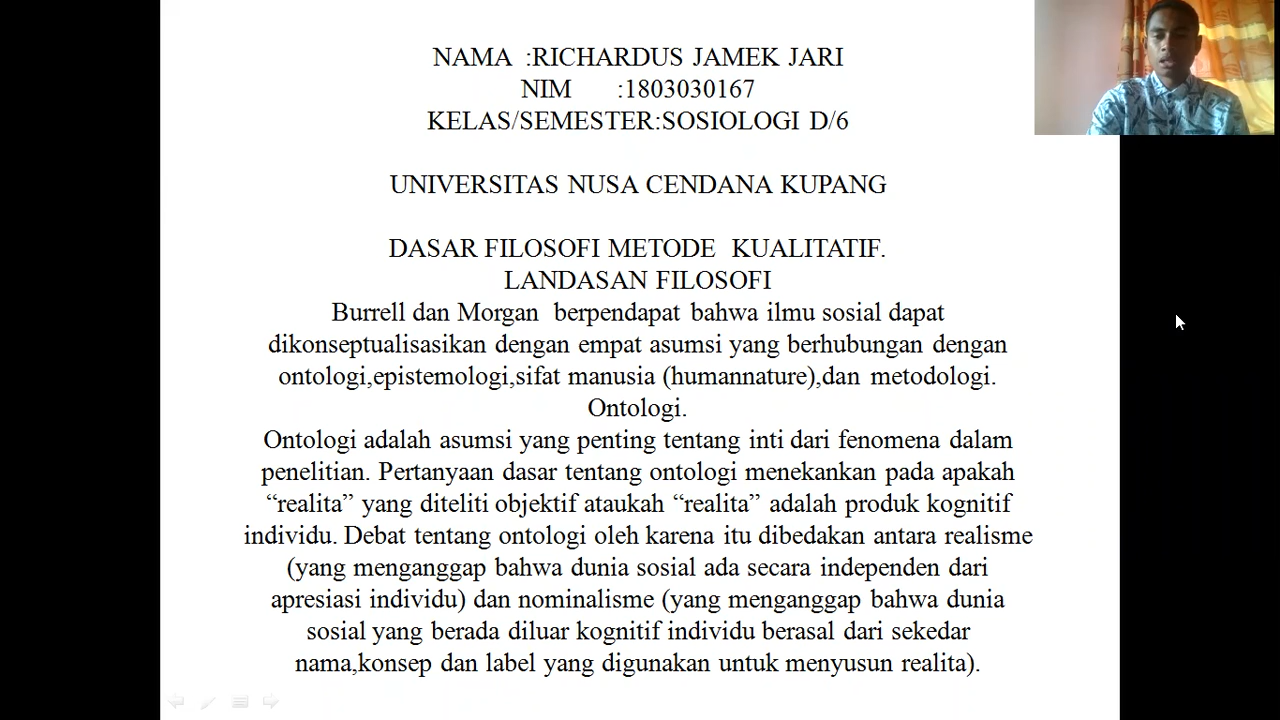 NAMA :RICHARDUS JAMEK JARI
NIM :1803030167
KELAS/SEMESTER:SOSIOLOGI D/6
UNIVERSITAS NUSA CENDANA KUPANG
DASAR FILOSOFI METODE KUALITATIF.
LANDASAN FILOSOFI
Burrell dan Morgan berpendapat bahwa ilmu sosial dapat
dikonseptualisasikan dengan empat asumsi yang berhubungan dengan
ontologi,epistemologi,sifat manusia (humannature),dan metodologi.
Ontologi.
Ontologi adalah asumsi yang penting tentang inti dari fenomena dalam
penelitian. Pertanyaan dasar tentang ontologi menekankan pada apakah
“realita” yang diteliti objektif ataukah “realita” adalah produk kognitif
individu. Debat tentang ontologi oleh karena itu dibedakan antara realisme
(yang menganggap bahwa dunia sosial ada secara independen dari
apresiasi individu) dan nominalisme (yang menganggap bahwa dunia
sosial yang berada diluar kognitif individu berasal dari sekedar
nama,konsep dan label yang digunakan untuk menyusun realita).